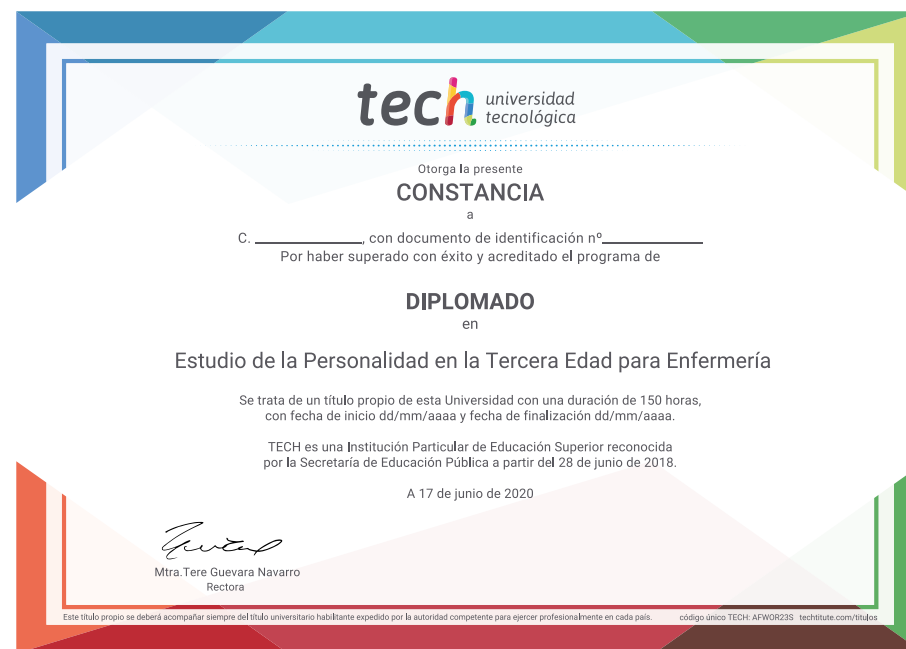 tech universidad
tecnológica
Otorga la presente
CONSTANCIA
a
C. ____________, con documento de identificación nº____________
Por haber superado con éxito y acreditado el programa de
DIPLOMADO
en
Estudio de la Personalidad en la Tercera Edad para Enfermería
Se trata de un título propio de esta Universidad con una duración de 150 horas,
con fecha de inicio dd/mm/aaaa y fecha de finalización dd/mm/aaaa.
TECH es una Institución Particular de Educación Superior reconocida
por la Secretaría de Educación Pública a partir del 28 de junio de 2018.
A 17 de junio de 2020
Mtra.Tere Guevara Navarro
Rectora
Este título propio se deberá acompañar siempre del título universitario habilitante expedido por la autoridad competente para ejercer profesionalmente en cada país. código único TECH: AFWOR23S techtitute.com/titulos